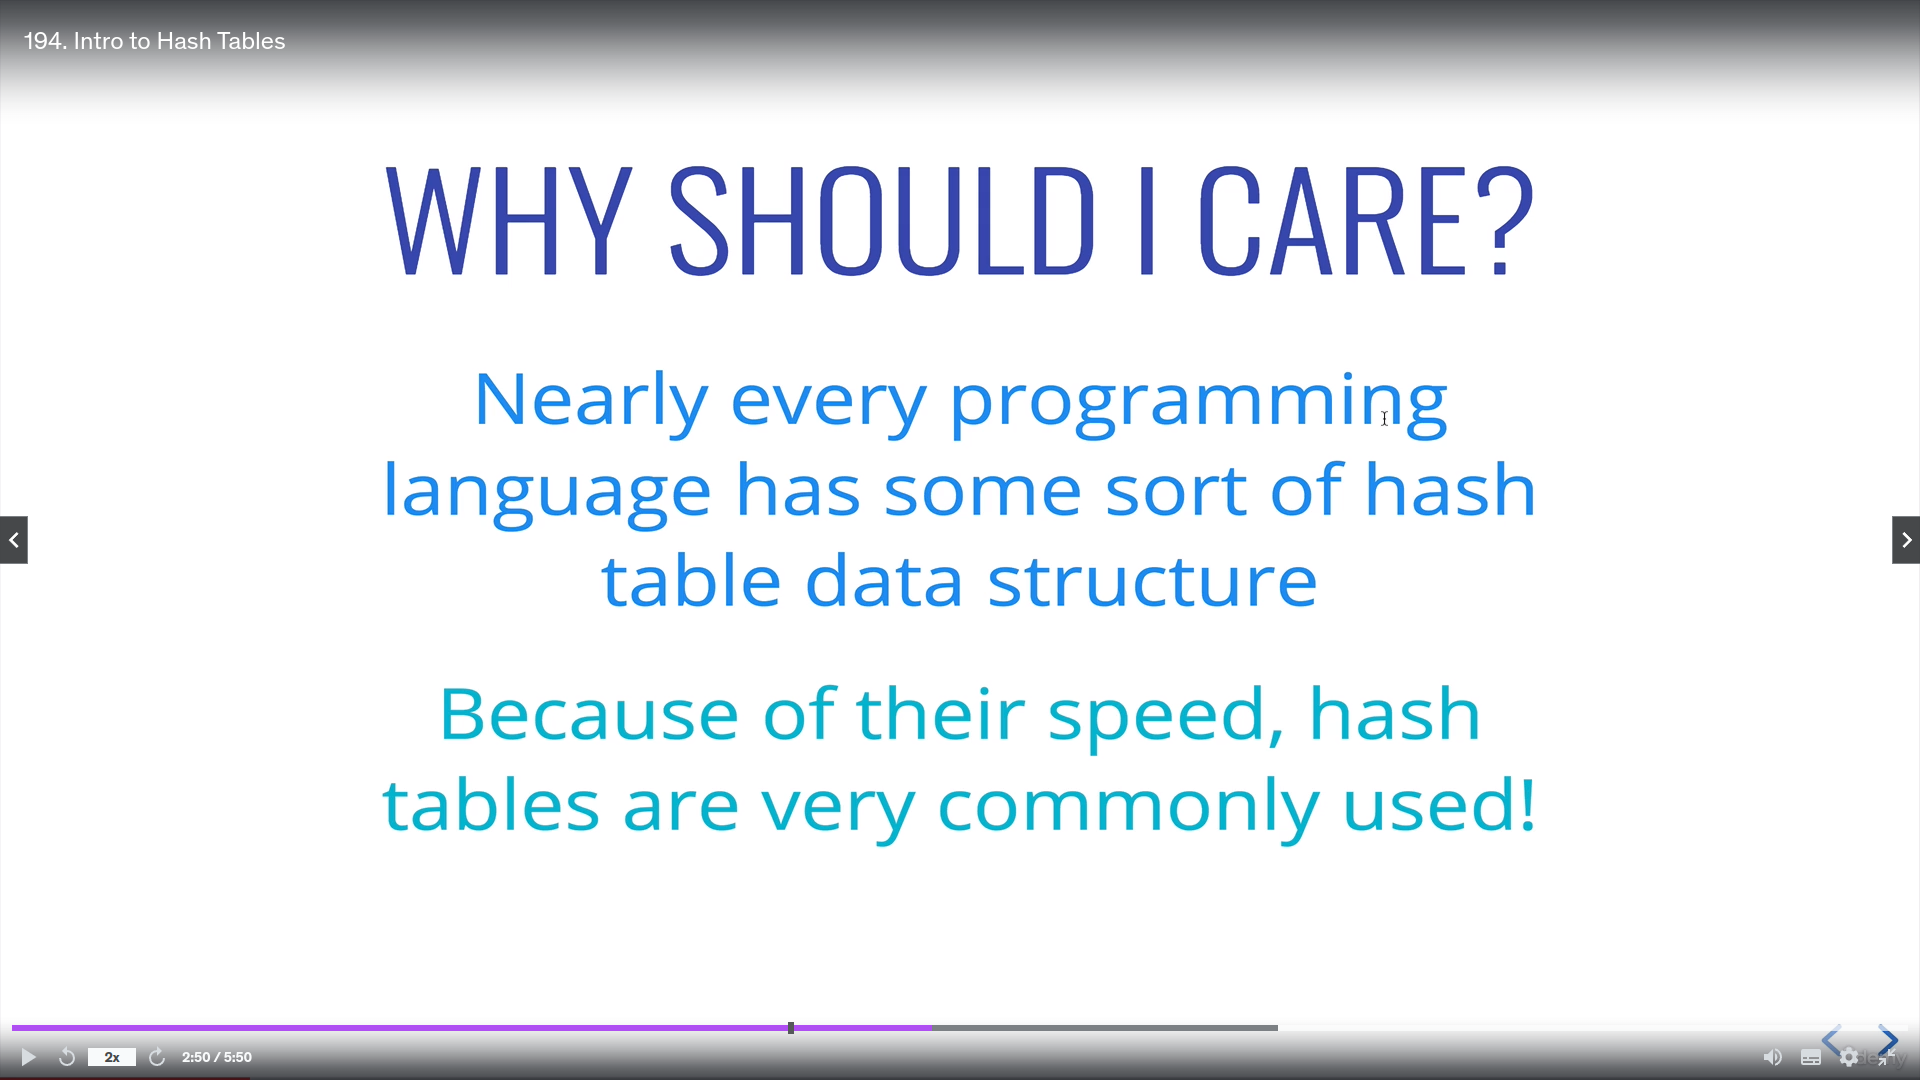 194. Intro to Hash Tables
WHY SHOULD I CARE?
Nearly every programming
language has some sort of hash
table data structure
Because of their speed, hash
tables are very commonly used!
2x
2:50 / 5:50